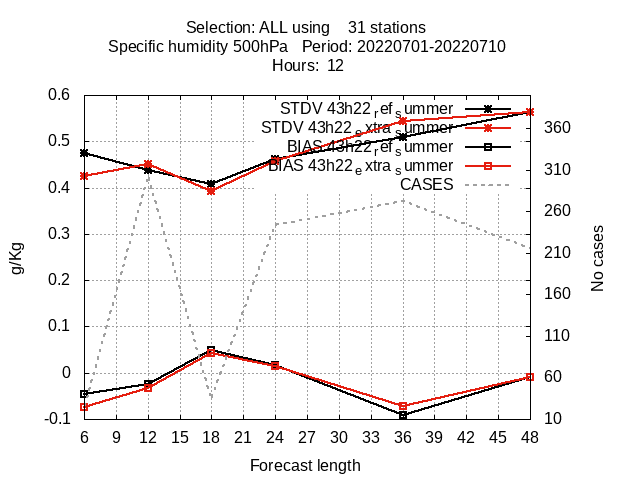 Selection: ALL using 31 stations
Specific humidity 500hPa Period: 20220701-20220710
Hours: 12
STDV 43h22_ref_summer
STDV 43h22_extra_summer
BIAS 43h22_ref_summer
BIAS 43h22_extra_summer
CASES
0.6
0.5
0.4
0.3
0.2
0.1
0
-0.1
g/Kg
360
310
260
210
160
110
60
10
No cases
6 9 12 15 18 21 24 27 30 33 36 39 42 45 48
Forecast length